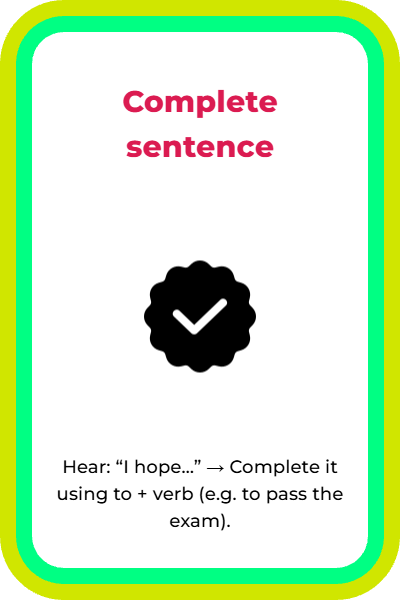 Complete
sentence
Hear: “I hope...” → Complete it
using to + verb (e.g. to pass the
exam).